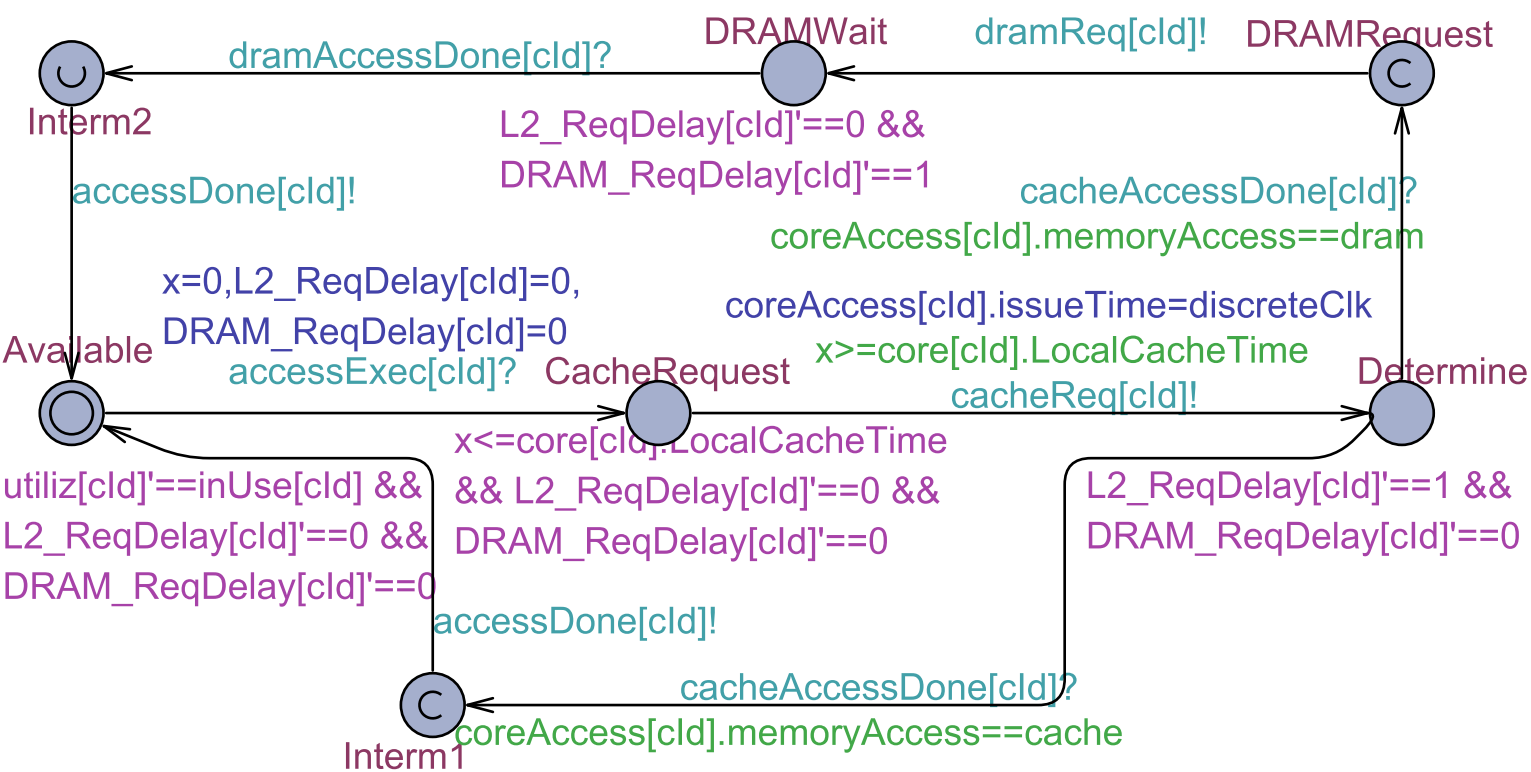 DRAMWait
dramReq[cId]!
DRAMRequest
dramAccessDone[cId]?
C
Interm2
L2_ReqDelay[cId]'==0 &&
DRAM_ReqDelay[cId]'==1
accessDone[cId]!
cacheAccessDone[cId]?
coreAccess[cId].memoryAccess==dram
x=0,L2_ReqDelay[cId]=0,
DRAM_ReqDelay[cId]=0
coreAccess[cId].issueTime=discreteClk
Available
accessExec[cId]?
CacheRequest
x>=core[cId].LocalCacheTime
cacheReq[cId]!
Determine
x<=core[cId].LocalCacheTime
&& L2_ReqDelay[cId]'==0 &&
DRAM_ReqDelay[cId]'==0
utiliz[cId]'==inUse[cId] &&
L2_ReqDelay[cId]'==0 &&
DRAM_ReqDelay[cId]'==0
L2_ReqDelay[cId]'==1 &&
DRAM_ReqDelay[cId]'==0
accessDone[cId]!
cacheAccessDone[cId]?
C
coreAccess[cId].memoryAccess==cache
Interm1